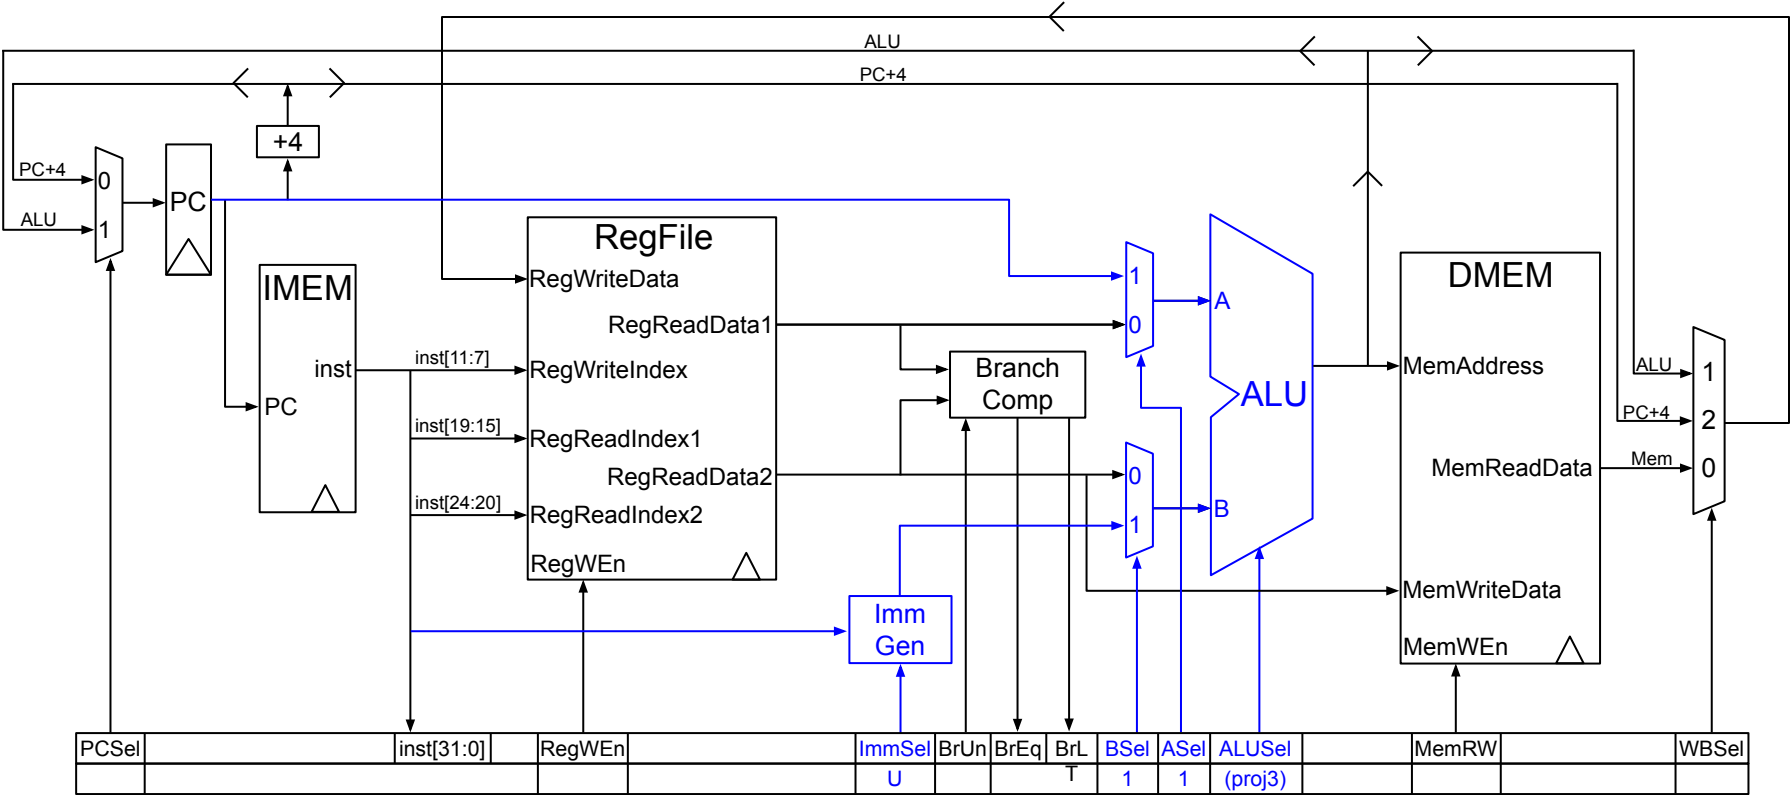 ALU
PC+4
+4
PC+4
0
PC
ALU
1
RegFile
IMEM
RegWriteData
1
DMEM
A
RegReadData1
0
inst
inst[11:7]
RegWriteIndex
Branch
Comp
ALU
MemAddress
ALU
1
PC
inst[19:15]
RegReadIndex1
PC+4
2
RegReadData2
0
MemReadData
Mem
0
inst[24:20]
RegReadIndex2
1
B
RegWEn
MemWriteData
Imm
Gen
MemWEn
PCSel
inst[31:0]
RegWEn
ImmSel
BrUn
BrEq
BrL
T
BSel
ASel
ALUSel
MemRW
WBSel
U
1
1
(proj3)